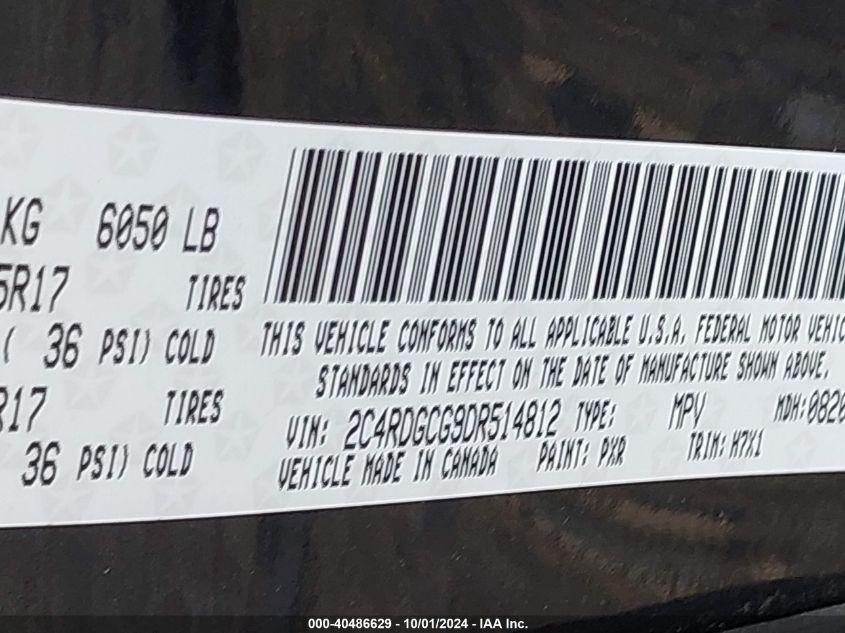 KG 6050 LB
5R17 TIRES
( 36 PSI) COLD
R17 TIRES
36 PSI) COLD
THIS VEHICLE CONFORMS TO ALL APPLICABLE U.S.A. FEDERAL MOTOR VEHIC
STANDARDS IN EFFECT ON THE DATE OF MANUFACTURE SHOWN ABOVE.
VIN: 2C4RDGCG9DR514812 TYPE: MPV MDH:0820
VEHICLE MADE IN CANADA PAINT: PXR TRIM: H7X1
000-40486629 - 10/01/2024 - IAA Inc.